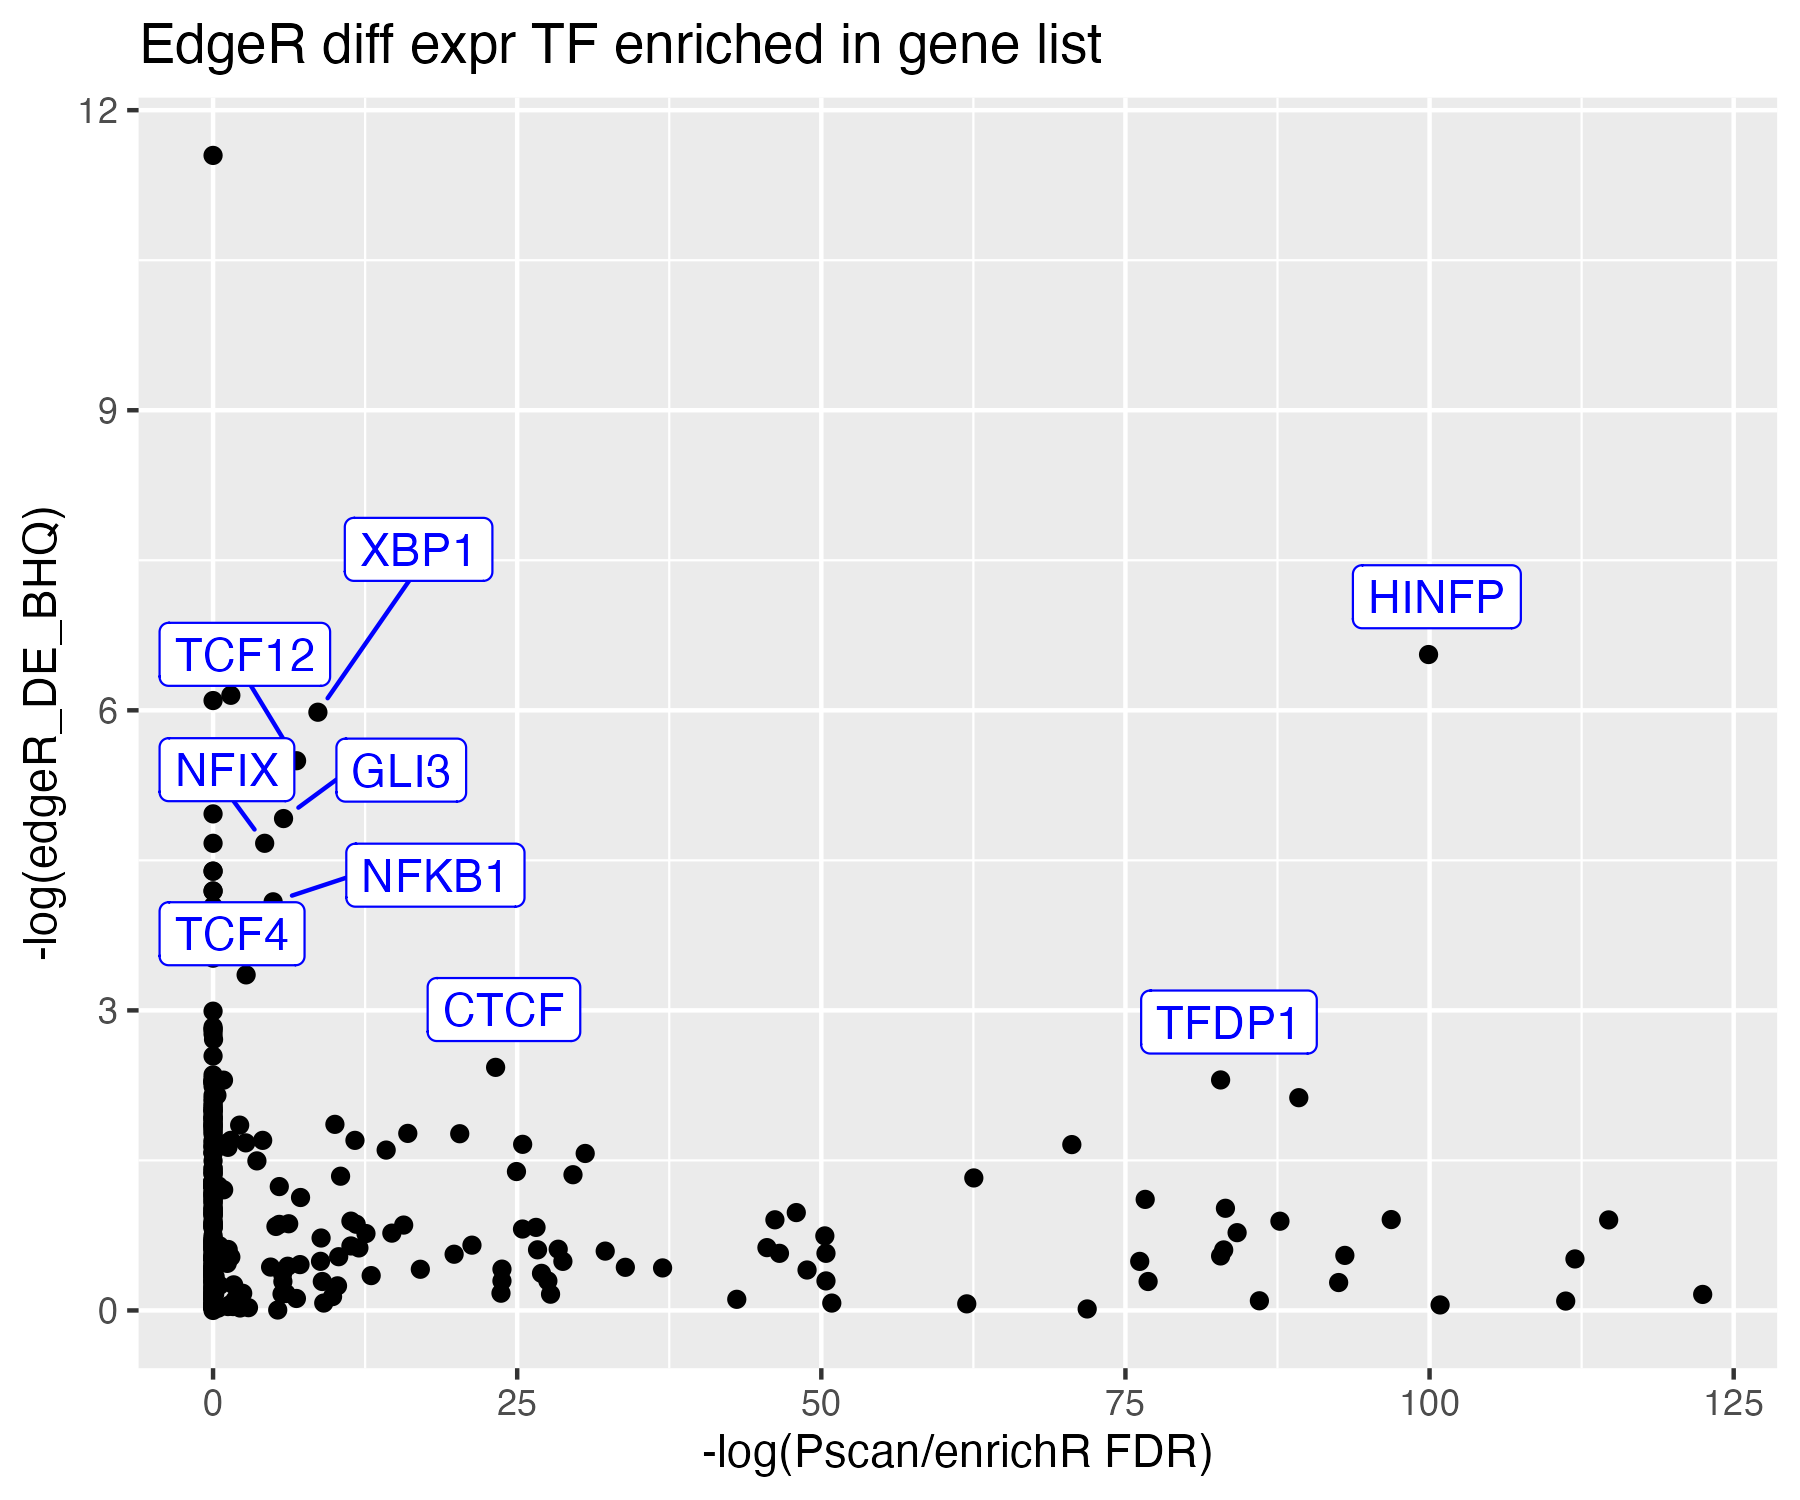 EdgeR diff expr TF enriched in gene list
-log(edgeR_DE_BHQ)
12
9
6
3
0
XBP1
HINFP
TCF12
NFIX
GLI3
NFKB1
TCF4
CTCF
TFDP1
0
25
50
75
100
125
-log(Pscan/enrichR FDR)